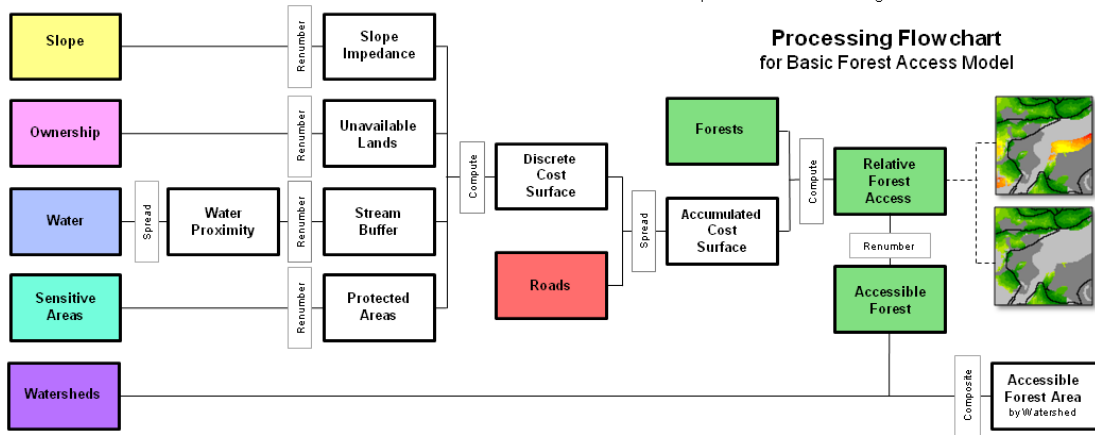 Processing Flowchart
for Basic Forest Access Model
Slope
Renumber
Slope
Impedance
Ownership
Renumber
Unavailable
Lands
Water
Spread
Water
Proximity
Renumber
Stream
Buffer
Sensitive
Areas
Renumber
Protected
Areas
Compute
Discrete
Cost
Surface
Roads
Spread
Accumulated
Cost
Surface
Forests
Compute
Relative
Forest
Access
Renumber
Accessible
Forest
Watersheds
Composite
Accessible
Forest Area
by Watershed